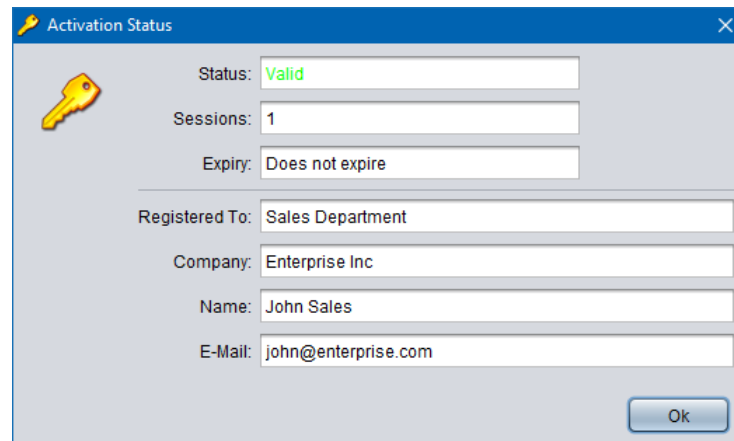 Activation Status
Status: Valid
Sessions: 1
Expiry: Does not expire
Registered To: Sales Department
Company: Enterprise Inc
Name: John Sales
E-Mail: john@enterprise.com
Ok